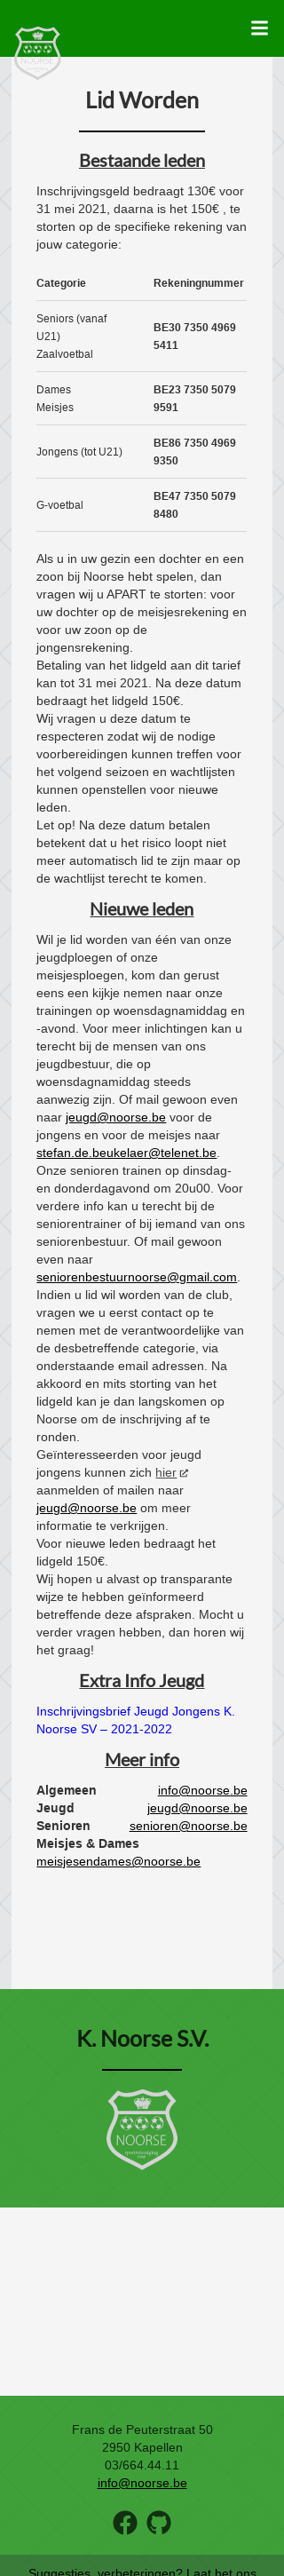 NOORSE
Lid Worden
Bestaande leden
Inschrijvingsgeld bedraagt 130€ voor
31 mei 2021, daarna is het 150€ , te
storten op de specifieke rekening van
jouw categorie:
Categorie Rekeningnummer
Seniors (vanaf
U21)
Zaalvoetbal
BE30 7350 4969
5411
Dames
Meisjes
BE23 7350 5079
9591
Jongens (tot U21)
BE86 7350 4969
9350
G-voetbal
BE47 7350 5079
8480
Als u in uw gezin een dochter en een
zoon bij Noorse hebt spelen, dan
vragen wij u APART te storten: voor
uw dochter op de meisjesrekening en
voor uw zoon op de
jongensrekening.
Betaling van het lidgeld aan dit tarief
kan tot 31 mei 2021. Na deze datum
bedraagt het lidgeld 150€.
Wij vragen u deze datum te
respecteren zodat wij de nodige
voorbereidingen kunnen treffen voor
het volgend seizoen en wachtlijsten
kunnen openstellen voor nieuwe
leden.
Let op! Na deze datum betalen
betekent dat u het risico loopt niet
meer automatisch lid te zijn maar op
de wachtlijst terecht te komen.
Nieuwe leden
Wil je lid worden van één van onze
jeugdploegen of onze
meisjesploegen, kom dan gerust
eens een kijkje nemen naar onze
trainingen op woensdagnamiddag en
-avond. Voor meer inlichtingen kan u
terecht bij de mensen van ons
jeugdbestuur, die op
woensdagnamiddag steeds
aanwezig zijn. Of mail gewoon even
naar jeugd@noorse.be voor de
jongens en voor de meisjes naar
stefan.de.beukelaer@telenet.be.
Onze senioren trainen op dinsdag-
en donderdagavond om 20u00. Voor
verdere info kan u terecht bij de
seniorentrainer of bij iemand van ons
seniorenbestuur. Of mail gewoon
even naar
seniorenbestuurnoorse@gmail.com.
Indien u lid wil worden van de club,
vragen we u eerst contact op te
nemen met de verantwoordelijke van
de desbetreffende categorie, via
onderstaande email adressen. Na
akkoord en mits storting van het
lidgeld kan je dan langskomen op
Noorse om de inschrijving af te
ronden.
Geïnteresseerden voor jeugd
jongens kunnen zich hier
aanmelden of mailen naar
jeugd@noorse.be om meer
informatie te verkrijgen.
Voor nieuwe leden bedraagt het
lidgeld 150€.
Wij hopen u alvast op transparante
wijze te hebben geïnformeerd
betreffende deze afspraken. Mocht u
verder vragen hebben, dan horen wij
het graag!
Extra Info Jeugd
Inschrijvingsbrief Jeugd Jongens K.
Noorse SV – 2021-2022
Meer info
Algemeen info@noorse.be
Jeugd jeugd@noorse.be
Senioren senioren@noorse.be
Meisjes & Dames
meisjesendames@noorse.be
K. Noorse S.V.
NOORSE
sportvereniging
Frans de Peuterstraat 50
2950 Kapellen
03/664.44.11
info@noorse.be
Suggesties, verbeteringen? Laat het ons